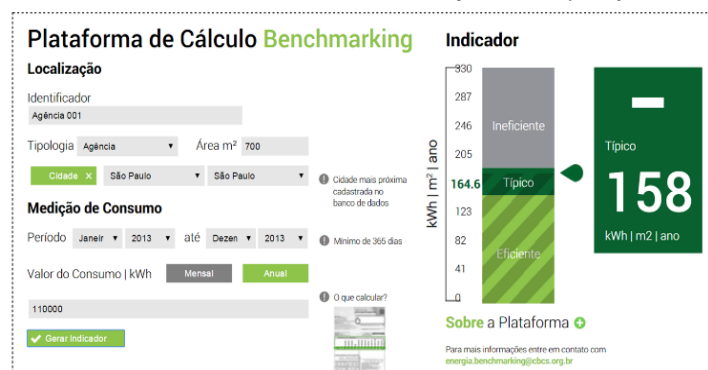 Plataforma de Cálculo Benchmarking
Localização
Identificador
Agência 001
Tipologia Agência Área m² 700
Cidade X São Paulo São Paulo
Cidade mais próxima
cadastrada no
banco de dados
Medição de Consumo
Período Janeir 2013 até Dezen 2013
Mínimo de 365 dias
Valor do Consumo | kWh Mensal Anual
O que calcular?
110000
Gerar Indicador
Indicador
kWh | m² | ano
330
287
246
205
164.6
123
82
41
0
Ineficiente
Típico
Eficiente
Típico
158
kWh | m2 | ano
Sobre a Plataforma
Para mais informações entre em contato com
energia.benchmarking@cbcs.org.br